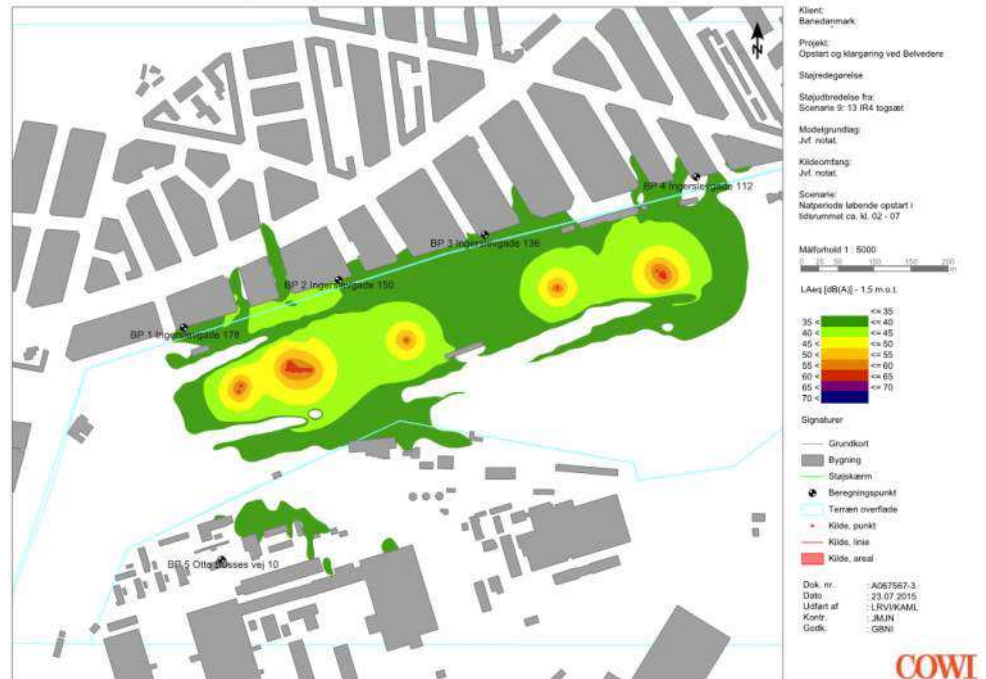 BP 1 Ingerslevgade 178
BP 2 Ingerslevgade 150
BP 3 Ingerslevgade 136
BP 4 Ingerslevgade 112
BP 5 Otto Busses vej 10
Z
Klient:
Banedanmark
Projekt:
Opstart og klargøring ved Belvedere
Støjredegørelse
Støjudbredelse fra:
Scenarie 9: 13 IR4 togsæt
Modelgrundlag:
Jvf. notat.
Kildeomfang:
Jvf. notat.
Scenarie:
Natperiode løbende opstart i
tidsrummet ca. kl. 02 - 07
Målforhold 1 : 5000
0 25 50 100 150 200
m
LAeq [dB(A)] - 1,5 m.o.t.
<= 35
35 < <= 40
40 < <= 45
45 < <= 50
50 < <= 55
55 < <= 60
60 < <= 65
65 < <= 70
70 <
Signaturer
Grundkort
Bygning
Støjskærm
Beregningspunkt
Terræn overflade
Kilde, punkt
Kilde, linie
Kilde, areal
Dok. nr. : A067567-3
Dato : 23.07.2015
Udført af : LRVI/KAML
Kontr. : JMJN
Godk. : GBNI
COWI